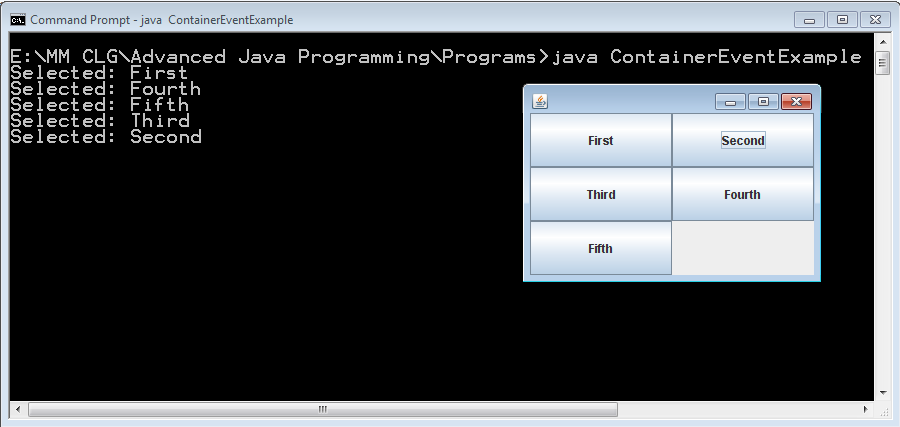 Command Prompt - java ContainerEventExample
E:\MM CLG\Advanced Java Programming\Programs>java ContainerEventExample
Selected: First
Selected: Fourth
Selected: Fifth
Selected: Third
Selected: Second
First Second
Third Fourth
Fifth